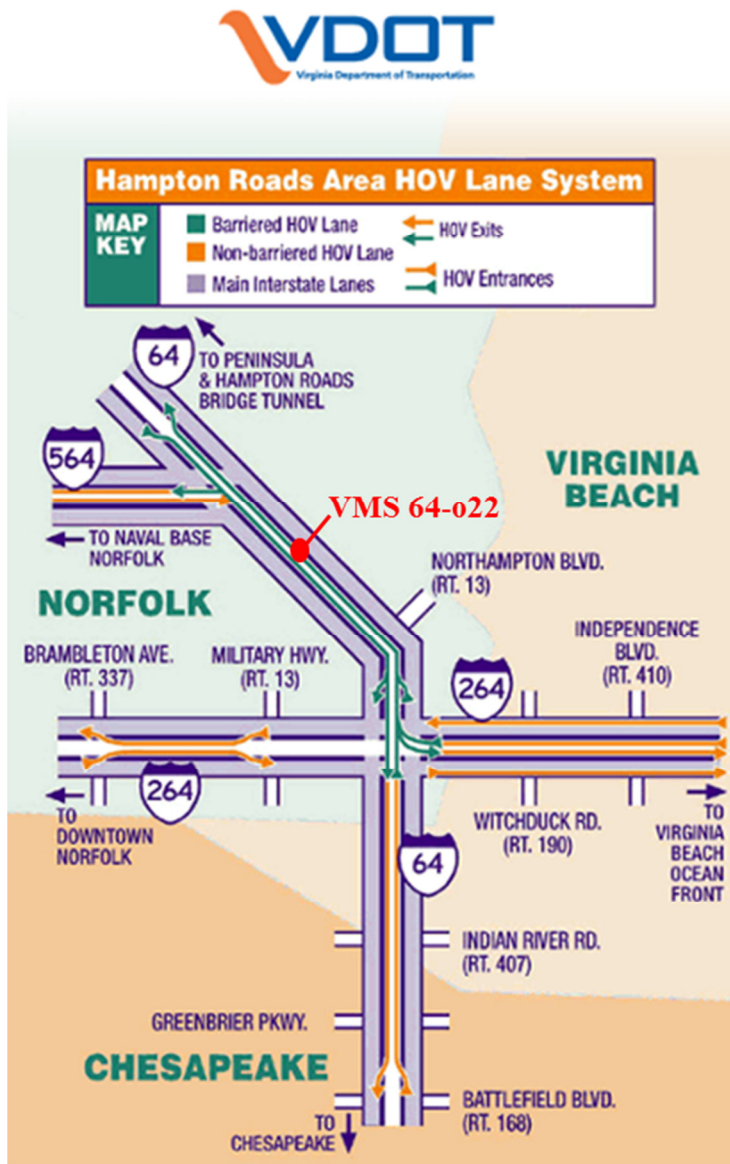 VDOT
Virginia Department of Transportation
Hampton Roads Area HOV Lane System
MAP
KEY
Barriered HOV Lane
Non-barriered HOV Lane
Main Interstate Lanes
HOV Exits
HOV Entrances
64
TO PENINSULA
& HAMPTON ROADS
BRIDGE TUNNEL
564
TO NAVAL BASE
NORFOLK
VMS 64-o22
VIRGINIA
BEACH
NORTHAMPTON BLVD.
(RT. 13)
NORFOLK
BRAMBLETON AVE.
(RT. 337)
MILITARY HWY.
(RT. 13)
INDEPENDENCE
BLVD.
(RT. 410)
264
264
TO
DOWNTOWN
NORFOLK
WITCHDUCK RD.
(RT. 190)
TO
VIRGINIA
BEACH
OCEAN
FRONT
64
INDIAN RIVER RD.
(RT. 407)
GREENBRIER PKWY.
CHESAPEAKE
BATTLEFIELD BLVD.
(RT. 168)
TO
CHESAPEAKE